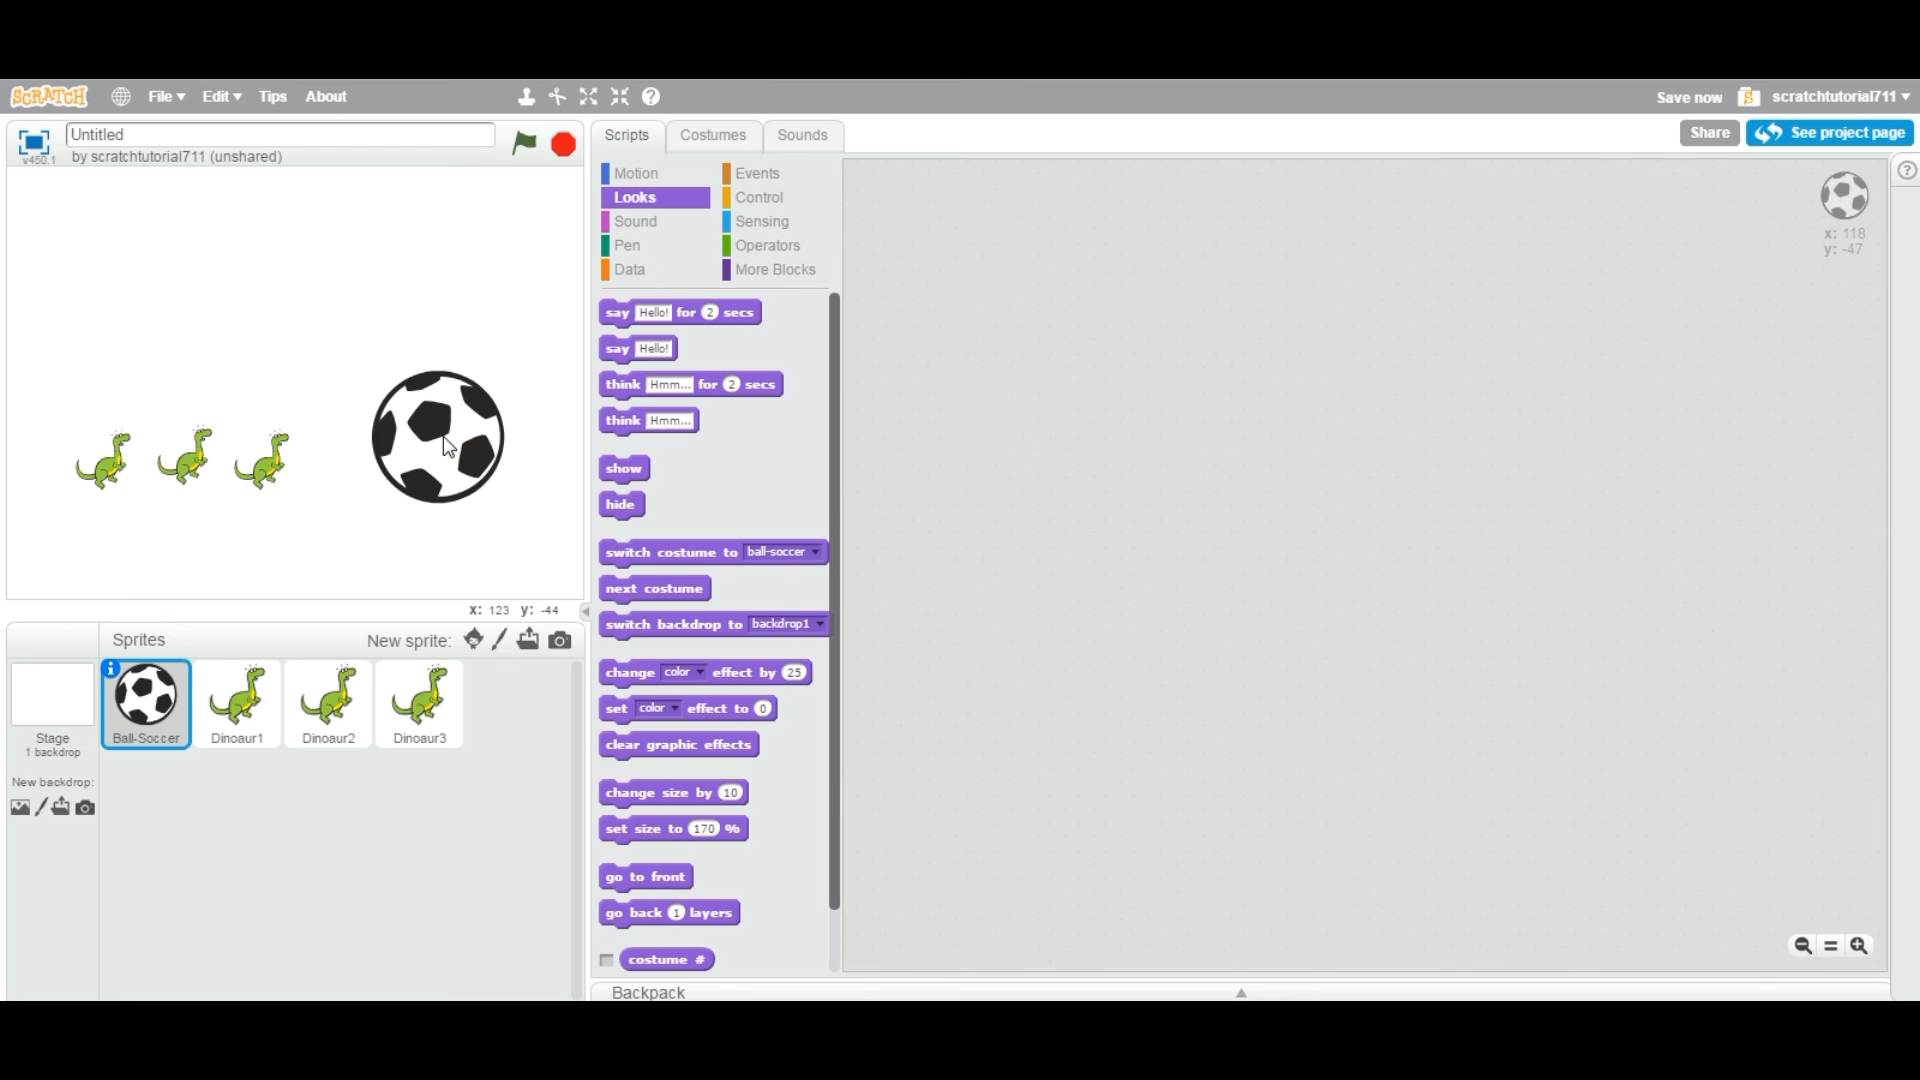 SCRATCH File Edit Tips About Save now scratchtutorial711
v450.1 Untitled
by scratchtutorial711 (unshared)
Scripts Costumes Sounds Share See project page
Motion Events
Looks Control
Sound Sensing
Pen Operators
Data More Blocks
x: 118
y: -47
say Hello! for 2 secs
say Hello!
think Hmm... for 2 secs
think Hmm...
show
hide
switch costume to ball-soccer
next costume
switch backdrop to backdrop1
change color effect by 25
set color effect to 0
clear graphic effects
change size by 10
set size to 170 %
go to front
go back 1 layers
costume #
x: 123 y: -44
Sprites New sprite:
Stage
1 backdrop
New backdrop:
Ball-Soccer Dinoaur1 Dinoaur2 Dinoaur3
Backpack